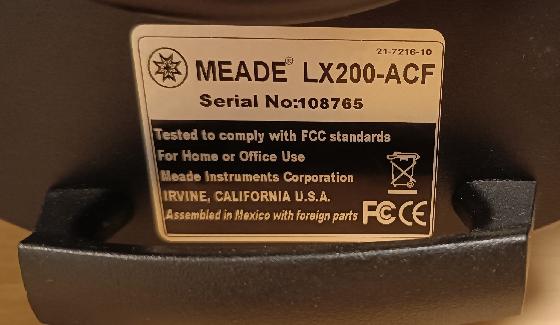 21-7216-10
MEADE® LX200-ACF
Serial No:108765
Tested to comply with FCC standards
For Home or Office Use
Meade Instruments Corporation
IRVINE, CALIFORNIA U.S.A.
Assembled in Mexico with foreign parts FC CE